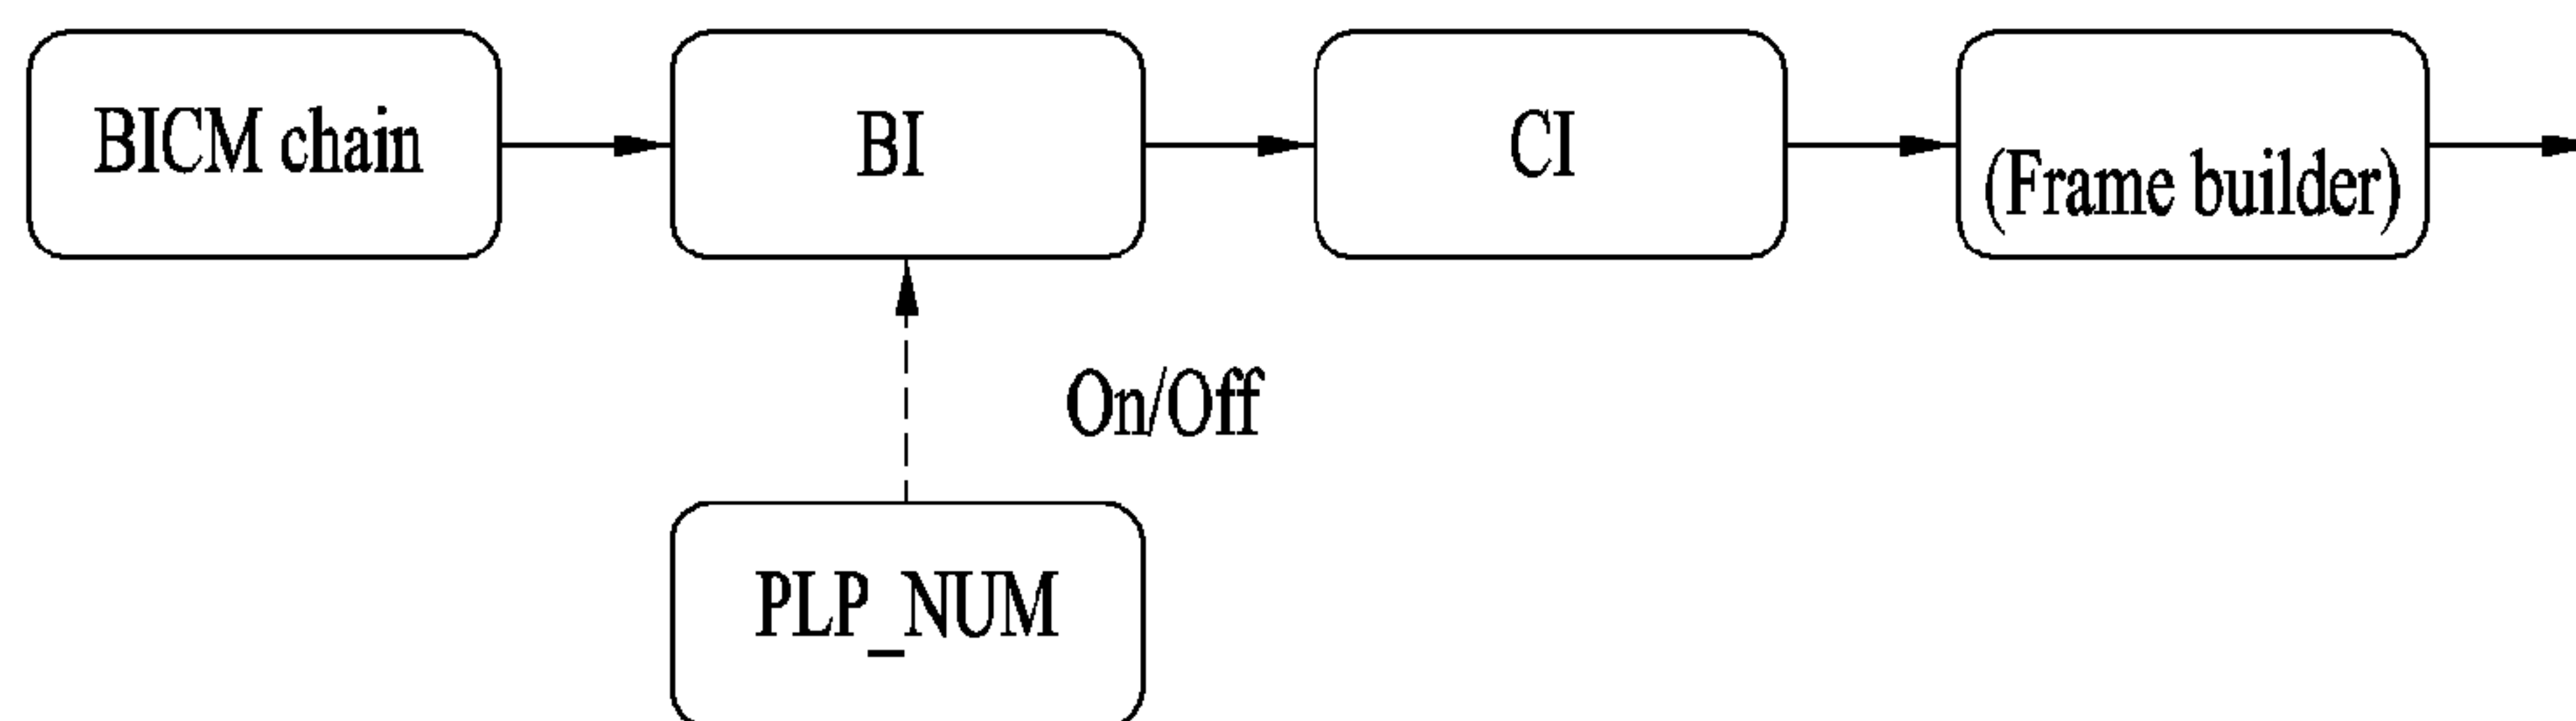 BICM chain
BI
CI
(Frame builder)
On/Off
PLP_NUM